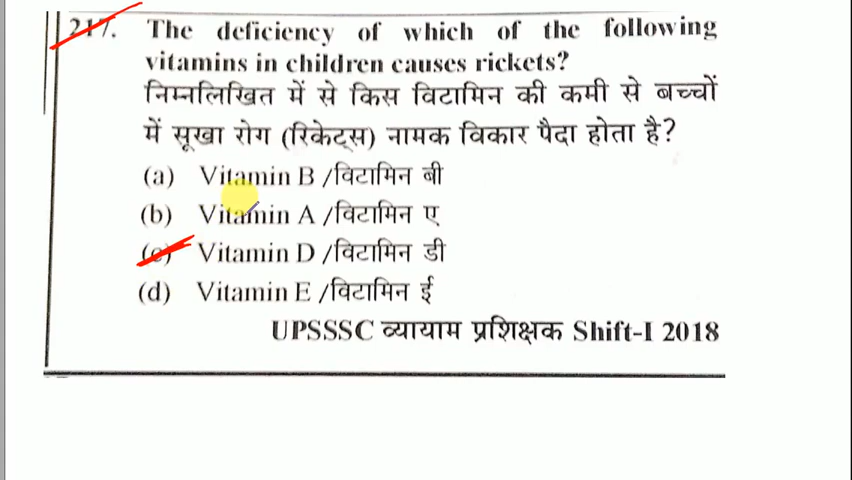 217. The deficiency of which of the following
vitamins in children causes rickets?
निम्नलिखित में से किस विटामिन की कमी से बच्चों
में सूखा रोग (रिकेट्स) नामक विकार पैदा होता है?
(a) Vitamin B /विटामिन बी
(b) Vitamin A /विटामिन ए
(c) Vitamin D /विटामिन डी
(d) Vitamin E /विटामिन ई
UPSSSC व्यायाम प्रशिक्षक Shift-I 2018